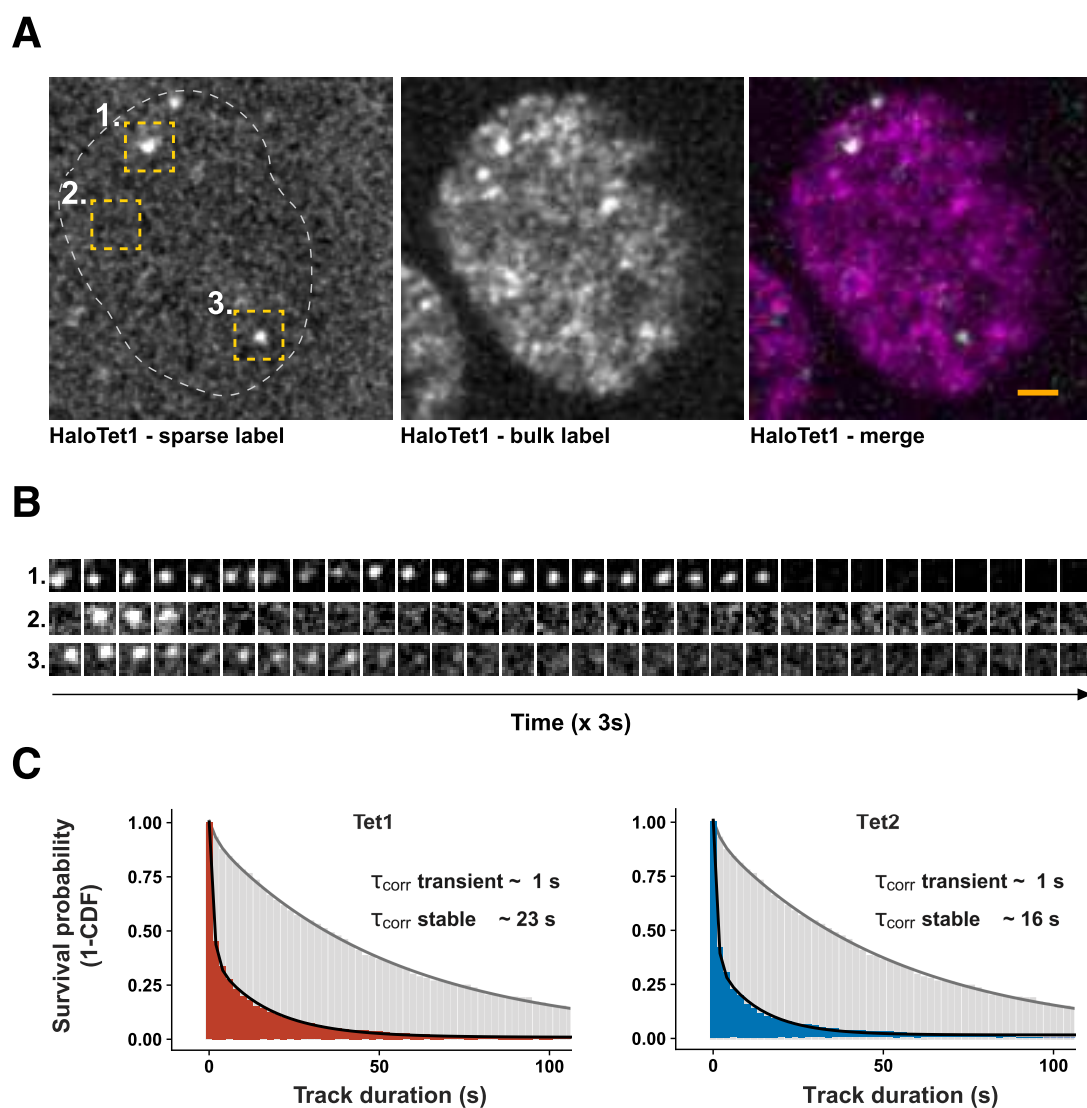 A
1.
2.
3.
HaloTet1 - sparse label
HaloTet1 - bulk label
HaloTet1 - merge
B
1.
2.
3.
Time (x 3s)
C
Survival probability
(1-CDF)
1.00
0.75
0.50
0.25
0.00
Tet1
τcorr transient ~ 1 s
τcorr stable ~ 23 s
0
50
100
Track duration (s)
1.00
0.75
0.50
0.25
0.00
Tet2
τcorr transient ~ 1 s
τcorr stable ~ 16 s
0
50
100
Track duration (s)